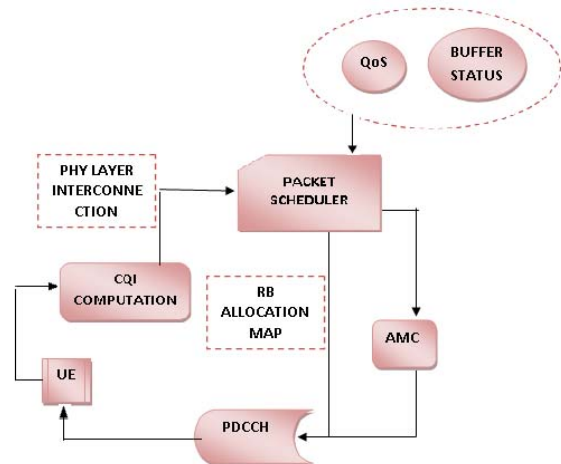 QoS
BUFFER
STATUS
PHY LAYER
INTERCONNE
CTION
PACKET
SCHEDULER
CQI
COMPUTATION
RB
ALLOCATION
MAP
AMC
UE
PDCCH